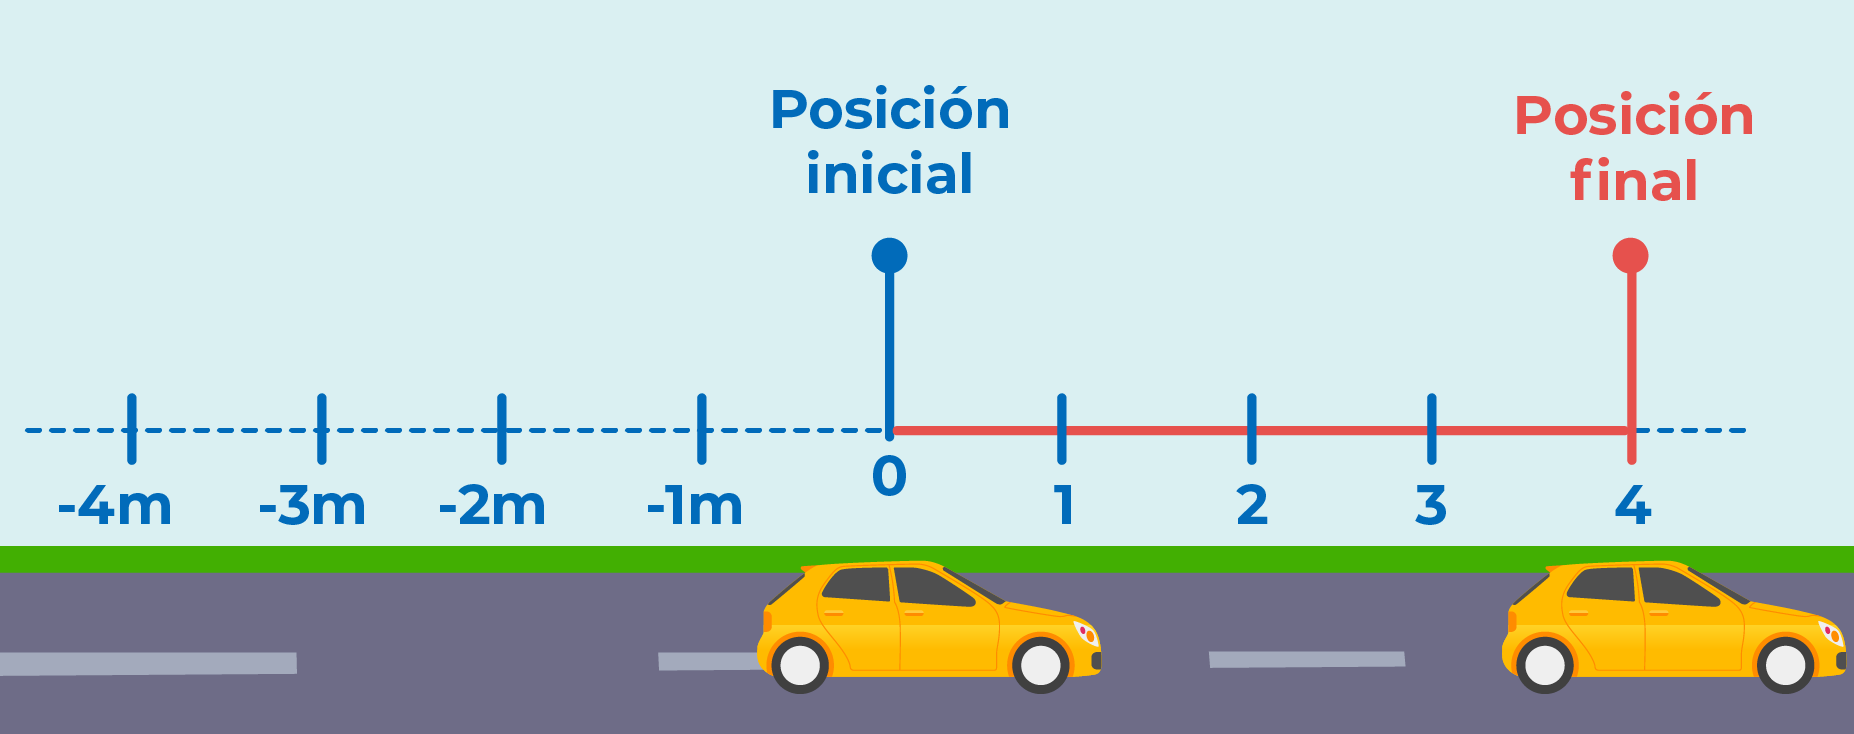 Posición
inicial
Posición
final
-4m -3m -2m -1m 0 1 2 3 4